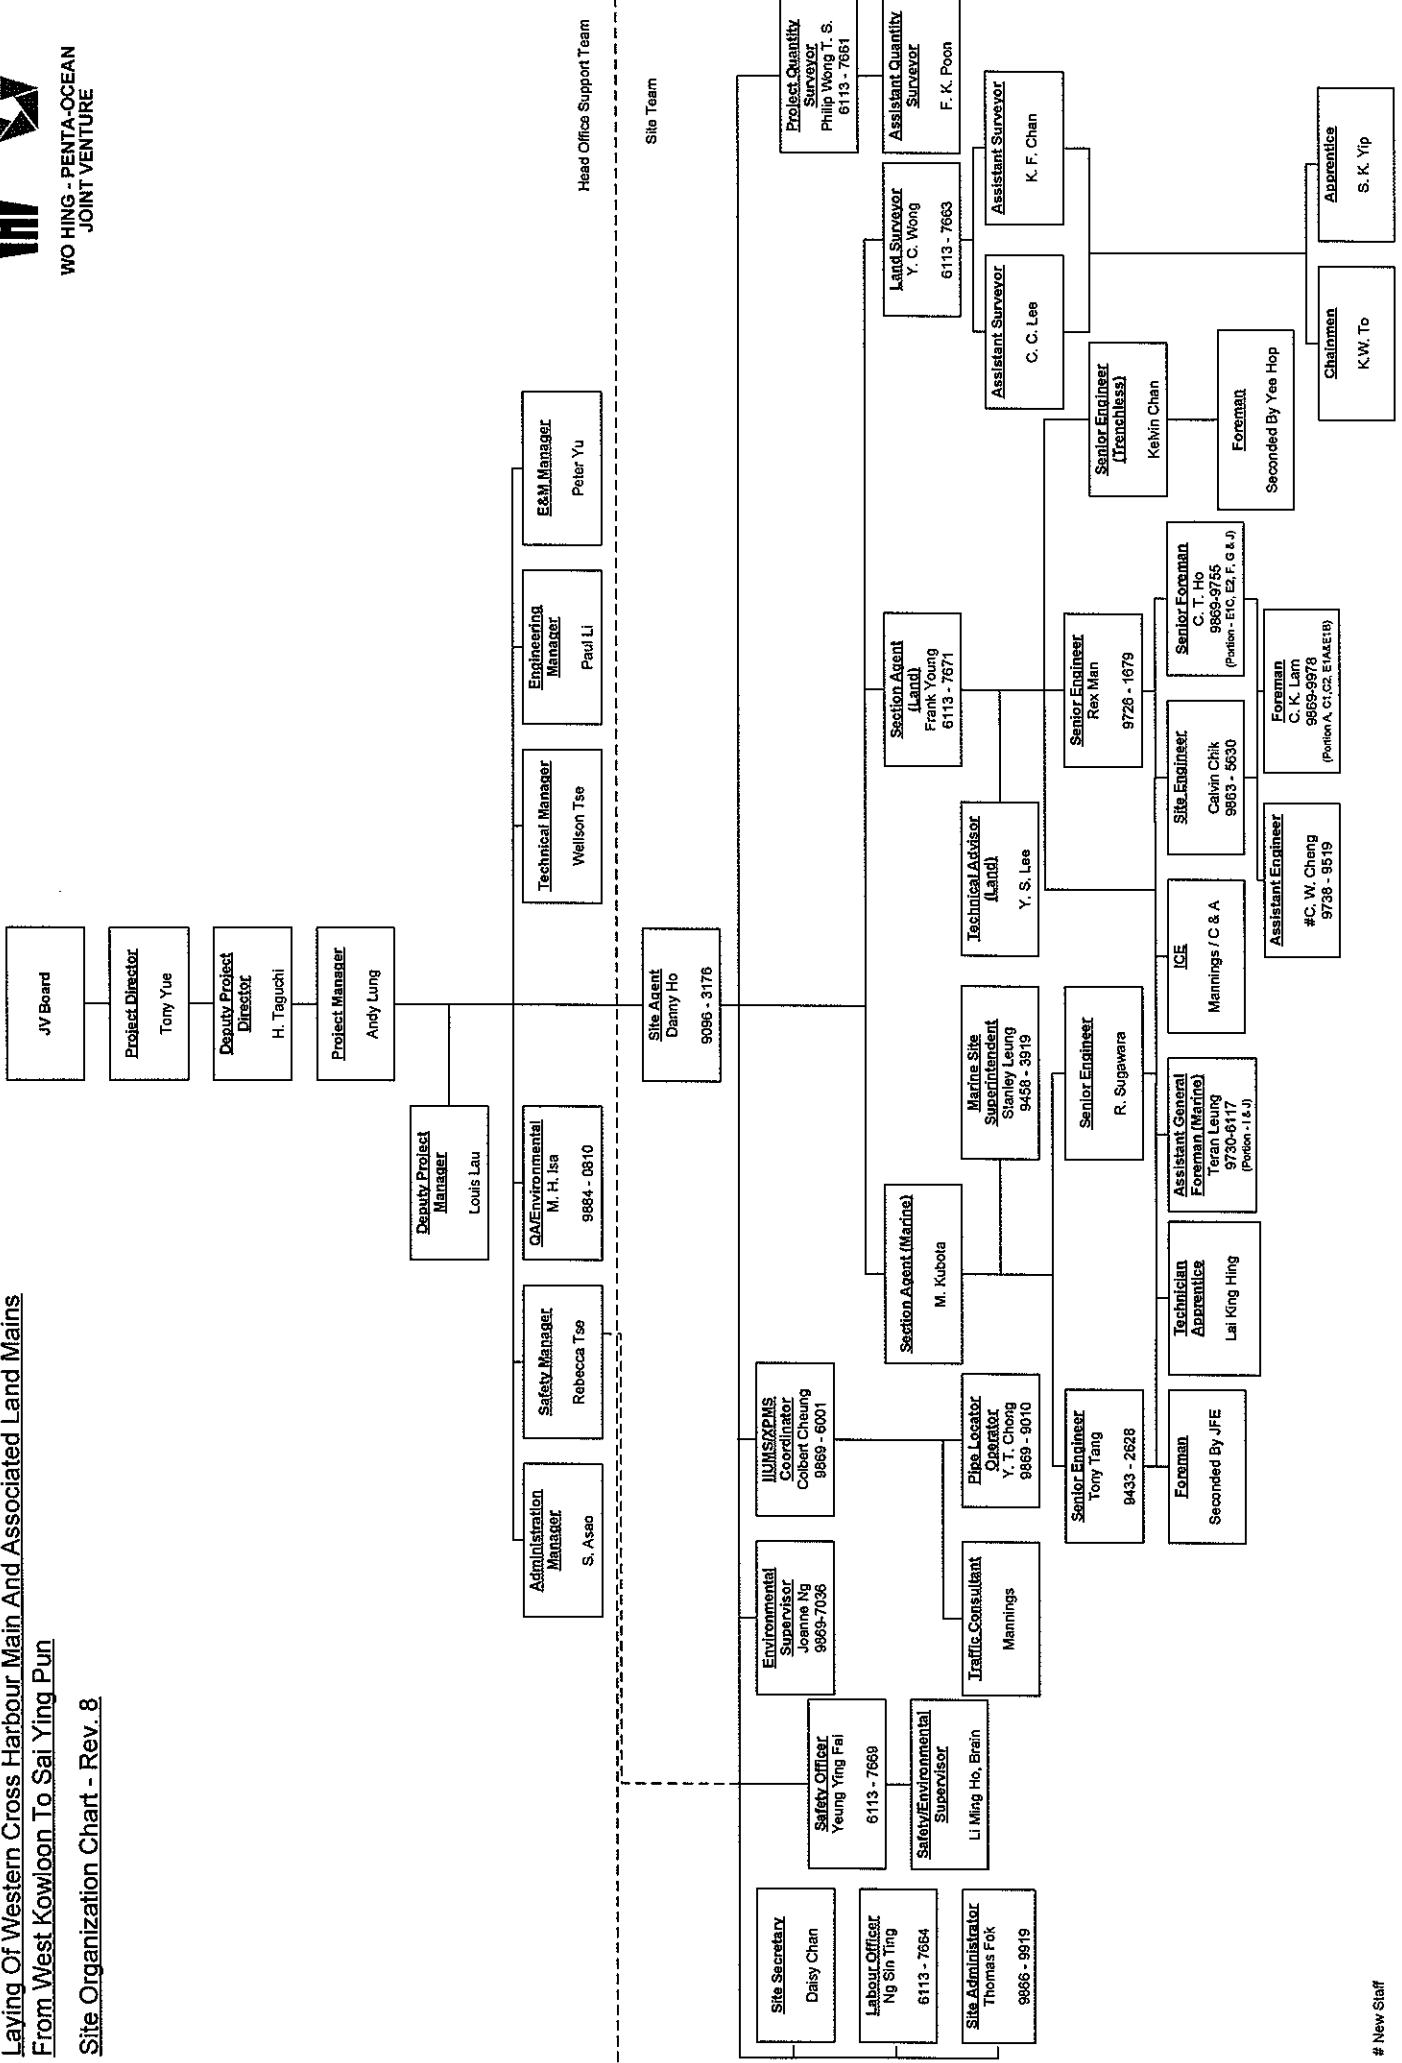 Laying Of Western Cross Harbour Main And Associated Land Mains
From West Kowloon To Sai Ying Pun
Site Organization Chart - Rev. 8
WO HING - PENTA-OCEAN
JOINT VENTURE
JV Board
Project Director
Tony Yue
Deputy Project
Director
H. Taguchi
Project Manager
Andy Lung
Deputy Project
Manager
Louis Lau
Administration
Manager
S. Asao
Safety Manager
Rebecca Tse
QA/Environmental
M. H. Isa
9884 - 0810
Technical Manager
Wellson Tse
Engineering
Manager
Paul Li
E&M Manager
Peter Yu
Head Office Support Team
Site Team
Site Agent
Danny Ho
9096 - 3176
Site Secretary
Daisy Chan
Labour Officer
Ng Sin Ting
6113 - 7664
Site Administrator
Thomas Fok
9866 - 9919
Safety Officer
Yeung Ying Fai
6113 - 7669
Safety/Environmental
Supervisor
Li Ming Ho, Brain
Environmental
Supervisor
Joanne Ng
9869-7036
IIUMS/XPMS
Coordinator
Colbert Cheung
9869 - 6001
Traffic Consultant
Mannings
Pipe Locator
Operator
Y. T. Chong
9869 - 9010
Project Quantity
Surveyor
Philip Wong T. S.
6113 - 7661
Assistant Quantity
Surveyor
F. K. Poon
Section Agent (Marine)
M. Kubota
Section Agent
(Land)
Frank Young
6113 - 7671
Land Surveyor
Y. C. Wong
6113 - 7663
Marine Site
Superintendent
Stanley Leung
9458 - 3919
Technical Advisor
(Land)
Y. S. Lee
Assistant Surveyor
C. C. Lee
Assistant Surveyor
K. F. Chan
Senior Engineer
Tony Tang
9433 - 2628
Senior Engineer
R. Sugawara
Senior Engineer
Rex Man
9726 - 1679
Senior Engineer
(Trenchless)
Kelvin Chan
Foreman
Seconded By JFE
Technician
Apprentice
Lai King Hing
Assistant General
Foreman (Marine)
Teran Leung
9730-6117
(Portion - I & J)
ICE
Mannings / C & A
Site Engineer
Calvin Chik
9863 - 5630
Senior Foreman
C. T. Ho
9869-9755
(Portion - E1C, E2, F, G & J)
Foreman
Seconded By Yee Hop
Assistant Engineer
#C. W. Cheng
9738 - 9519
Foreman
C. K. Lam
9869-9978
(Portion A, C1,C2, E1A&E1B)
Chainmen
K.W. To
Apprentice
S. K. Yip
# New Staff